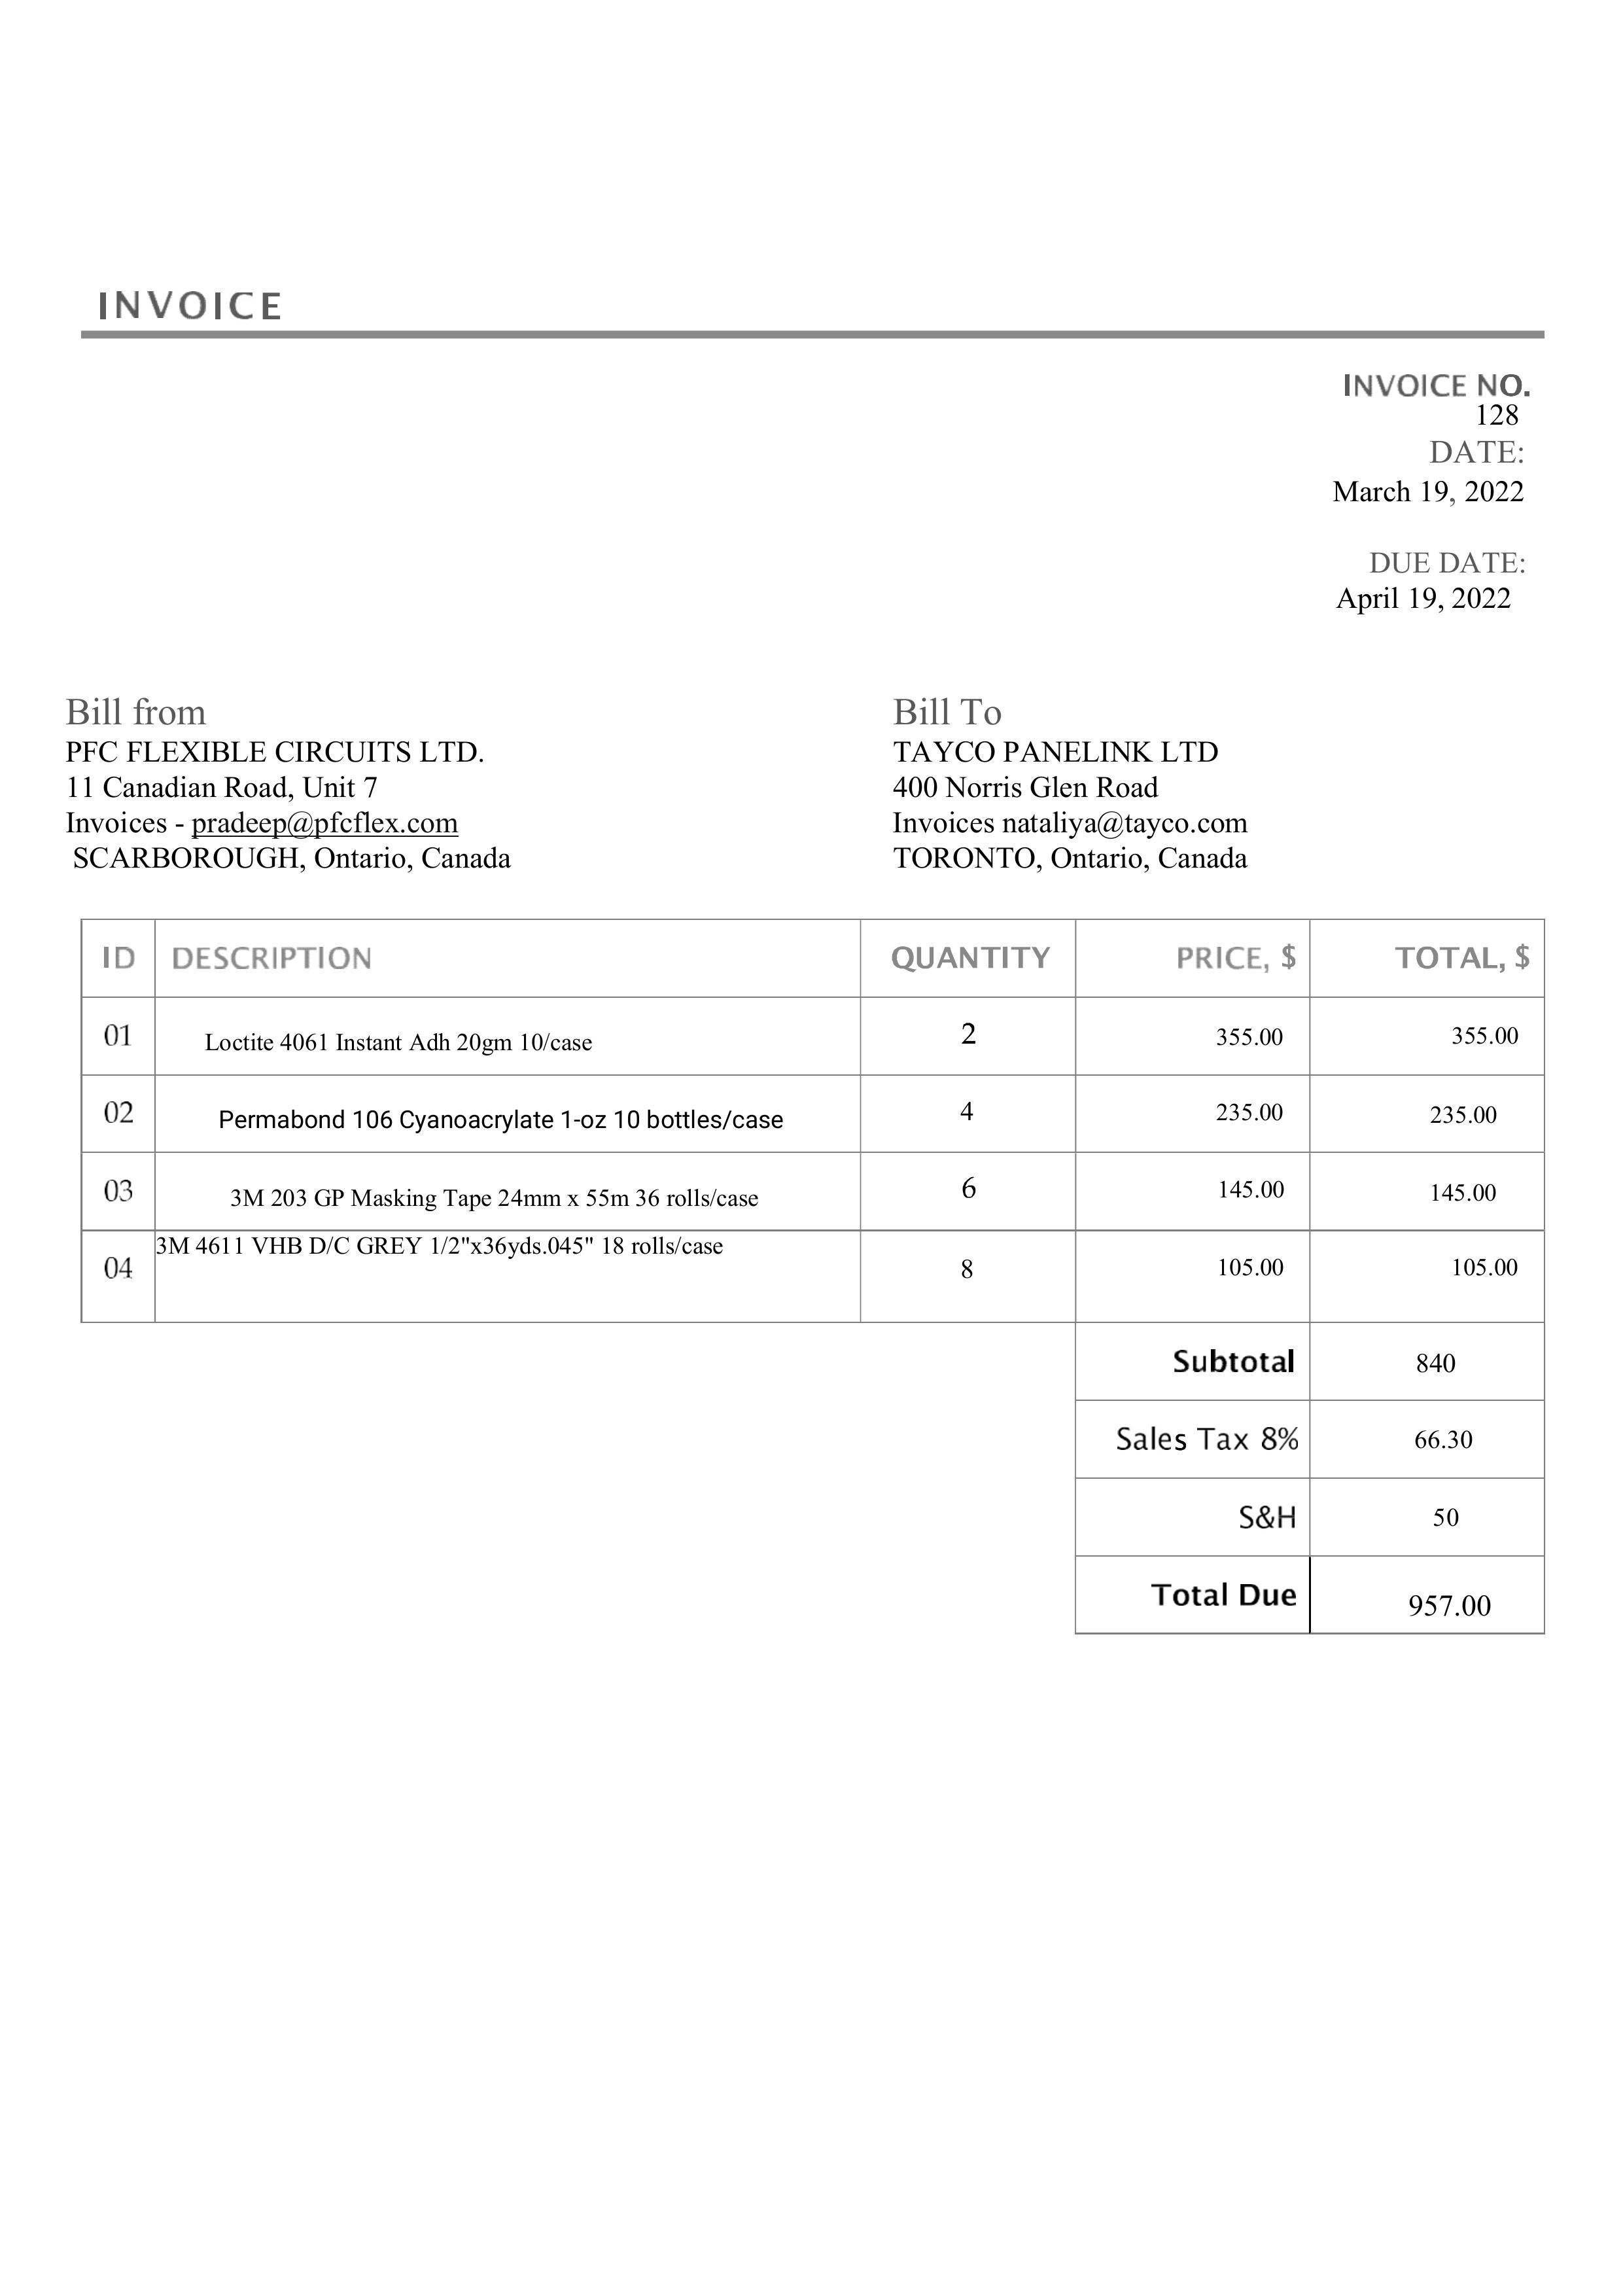 INVOICE
INVOICE NO.
128
DATE:
March 19, 2022
DUE DATE:
April 19, 2022
Bill from
PFC FLEXIBLE CIRCUITS LTD.
11 Canadian Road, Unit 7
Invoices - pradeep@pfcflex.com
SCARBOROUGH, Ontario, Canada
Bill To
TAYCO PANELINK LTD
400 Norris Glen Road
Invoices nataliya@tayco.com
TORONTO, Ontario, Canada
ID DESCRIPTION QUANTITY PRICE, $ TOTAL, $
01 Loctite 4061 Instant Adh 20gm 10/case 2 355.00 355.00
02 Permabond 106 Cyanoacrylate 1-oz 10 bottles/case 4 235.00 235.00
03 3M 203 GP Masking Tape 24mm x 55m 36 rolls/case 6 145.00 145.00
04 3M 4611 VHB D/C GREY 1/2"x36yds.045" 18 rolls/case 8 105.00 105.00
Subtotal 840
Sales Tax 8% 66.30
S&H 50
Total Due 957.00